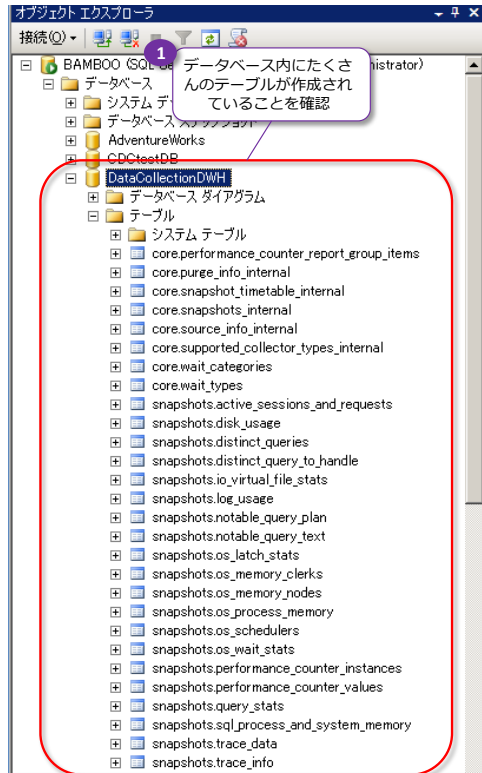 オブジェクト エクスプローラ
接続(O)
1
データベース内にたくさ
んのテーブルが作成され
ていることを確認
BAMBOO (SQL nistrator)
データベース
システム デ
データベース スナップショット
AdventureWorks
CDCtestDB
DataCollectionDWH
データベース ダイアグラム
テーブル
システム テーブル
core.performance_counter_report_group_items
core.purge_info_internal
core.snapshot_timetable_internal
core.snapshots_internal
core.source_info_internal
core.supported_collector_types_internal
core.wait_categories
core.wait_types
snapshots.active_sessions_and_requests
snapshots.disk_usage
snapshots.distinct_queries
snapshots.distinct_query_to_handle
snapshots.io_virtual_file_stats
snapshots.log_usage
snapshots.notable_query_plan
snapshots.notable_query_text
snapshots.os_latch_stats
snapshots.os_memory_clerks
snapshots.os_memory_nodes
snapshots.os_process_memory
snapshots.os_schedulers
snapshots.os_wait_stats
snapshots.performance_counter_instances
snapshots.performance_counter_values
snapshots.query_stats
snapshots.sql_process_and_system_memory
snapshots.trace_data
snapshots.trace_info